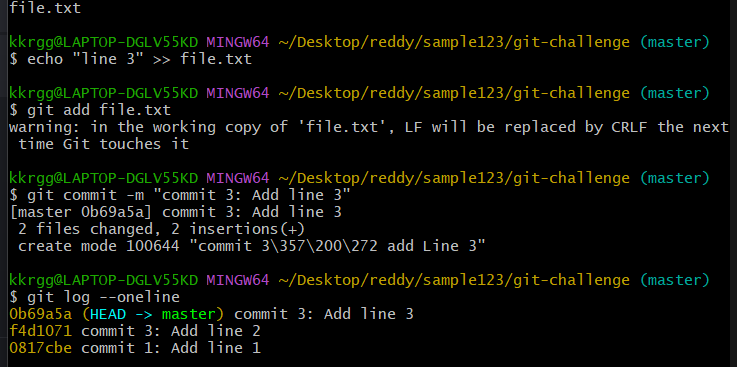 file.txt
kkrgg@LAPTOP-DGLV55KD MINGW64 ~/Desktop/reddy/sample123/git-challenge (master)
$ echo "line 3" >> file.txt
kkrgg@LAPTOP-DGLV55KD MINGW64 ~/Desktop/reddy/sample123/git-challenge (master)
$ git add file.txt
warning: in the working copy of 'file.txt', LF will be replaced by CRLF the next
 time Git touches it
kkrgg@LAPTOP-DGLV55KD MINGW64 ~/Desktop/reddy/sample123/git-challenge (master)
$ git commit -m "commit 3: Add line 3"
[master 0b69a5a] commit 3: Add line 3
 2 files changed, 2 insertions(+)
 create mode 100644 "commit 3\357\200\272 add Line 3"
kkrgg@LAPTOP-DGLV55KD MINGW64 ~/Desktop/reddy/sample123/git-challenge (master)
$ git log --oneline
0b69a5a (HEAD -> master) commit 3: Add line 3
f4d1071 commit 3: Add line 2
0817cbe commit 1: Add line 1